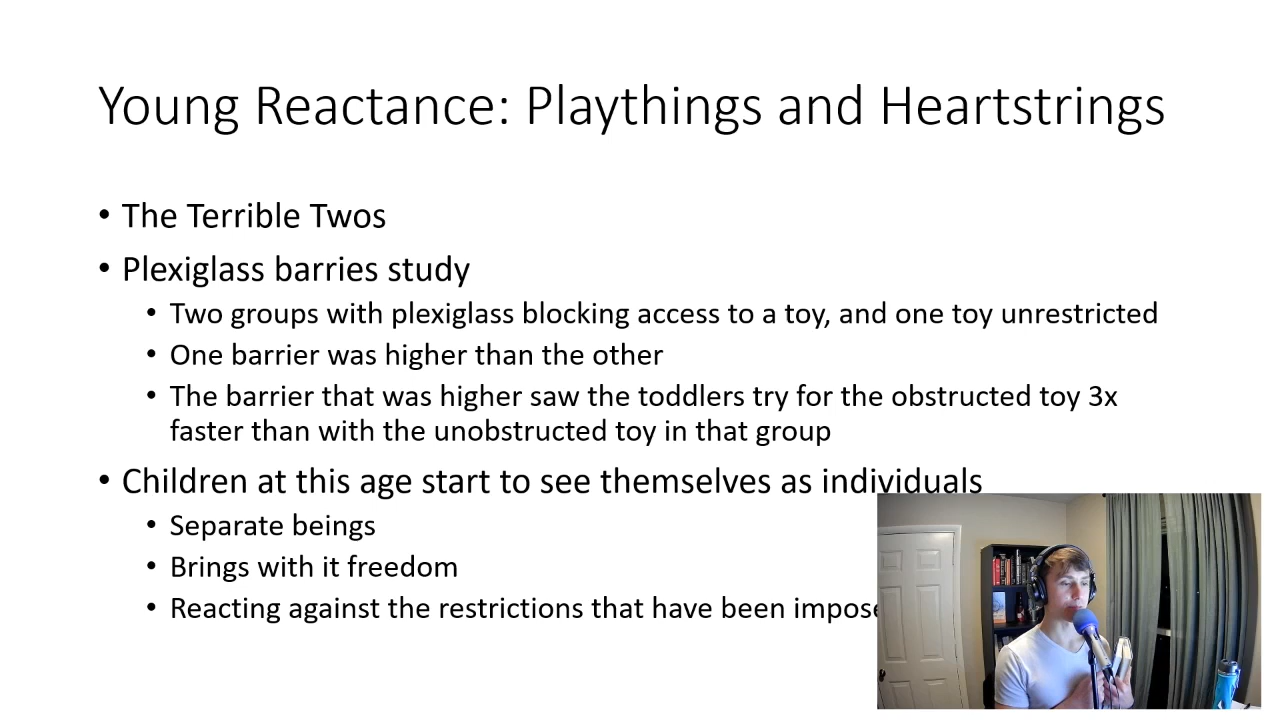 Young Reactance: Playthings and Heartstrings
• The Terrible Twos
• Plexiglass barries study
• Two groups with plexiglass blocking access to a toy, and one toy unrestricted
• One barrier was higher than the other
• The barrier that was higher saw the toddlers try for the obstructed toy 3x
faster than with the unobstructed toy in that group
• Children at this age start to see themselves as individuals
• Separate beings
• Brings with it freedom
• Reacting against the restrictions that have been